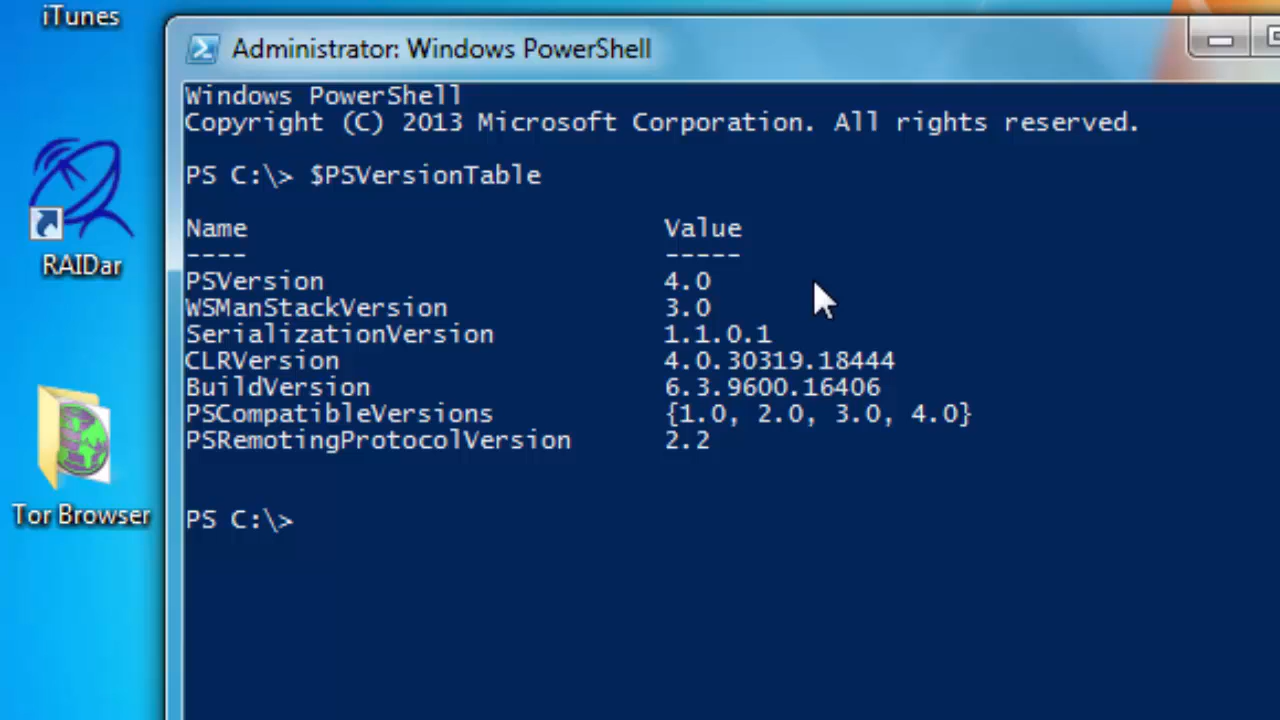 iTunes
RAIDar
Tor Browser
Administrator: Windows PowerShell
Windows PowerShell
Copyright (C) 2013 Microsoft Corporation. All rights reserved.
PS C:\> $PSVersionTable
Name Value
---- -----
PSVersion 4.0
WSManStackVersion 3.0
SerializationVersion 1.1.0.1
CLRVersion 4.0.30319.18444
BuildVersion 6.3.9600.16406
PSCompatibleVersions {1.0, 2.0, 3.0, 4.0}
PSRemotingProtocolVersion 2.2
PS C:\>